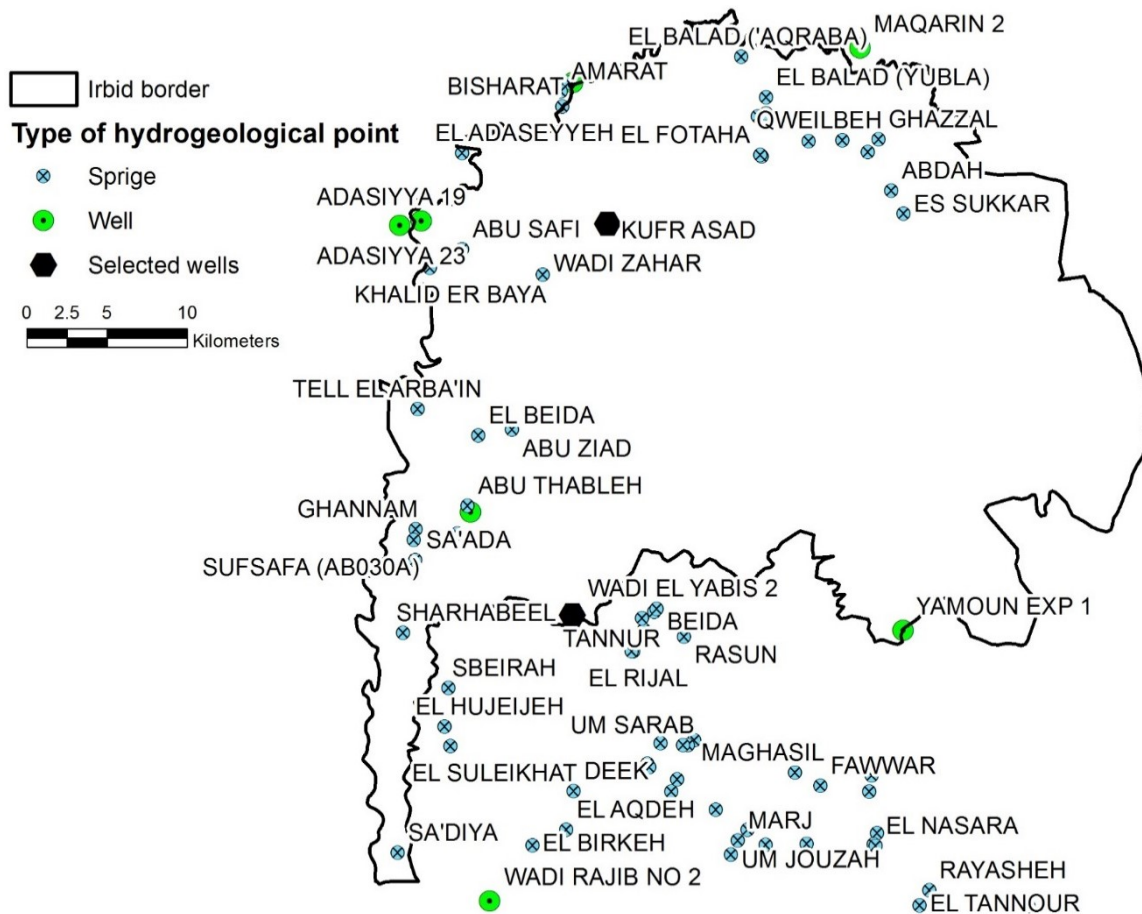 EL BALAD ('AQRABA)
MAQARIN 2
AMARAT
BISHARAT
EL BALAD (YUBLA)
Irbid border
Type of hydrogeological point
Sprige
Well
Selected wells
0 2.5 5 10
Kilometers
EL ADASEYYEH
EL FOTAHA
QWEILBEH
GHAZZAL
ABDAH
ES SUKKAR
ADASIYYA 19
ABU SAFI
KUFR ASAD
ADASIYYA 23
WADI ZAHAR
KHALID ER BAYA
TELL EL ARBA'IN
EL BEIDA
ABU ZIAD
ABU THABLEH
GHANNAM
SA'ADA
SUFSAFA (AB030A)
WADI EL YABIS 2
SHARHABEEL
BEIDA
YAMOUN EXP 1
TANNUR
RASUN
EL RIJAL
SBEIRAH
EL HUJEIJEH
UM SARAB
MAGHASIL
EL SULEIKHAT
DEEK
FAWWAR
EL AQDEH
MARJ
EL NASARA
SA'DIYA
EL BIRKEH
UM JOUZAH
WADI RAJIB NO 2
RAYASHEH
EL TANNOUR